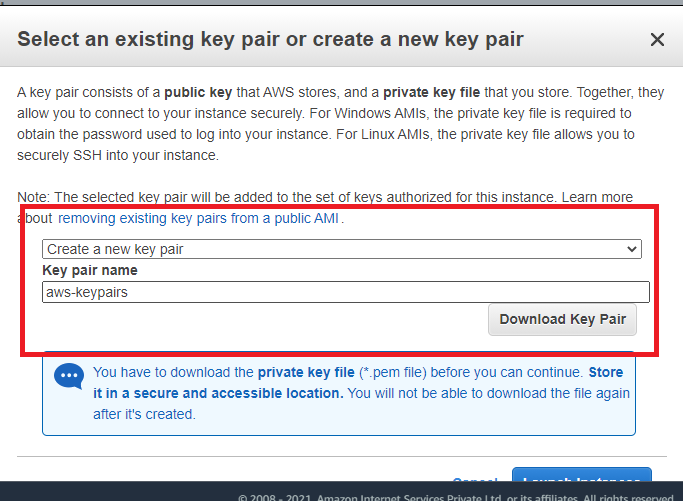 Select an existing key pair or create a new key pair
A key pair consists of a public key that AWS stores, and a private key file that you store. Together, they
allow you to connect to your instance securely. For Windows AMIs, the private key file is required to
obtain the password used to log into your instance. For Linux AMIs, the private key file allows you to
securely SSH into your instance.
Note: The selected key pair will be added to the set of keys authorized for this instance. Learn more
about removing existing key pairs from a public AMI.
Create a new key pair
Key pair name
aws-keypairs
Download Key Pair
You have to download the private key file (*.pem file) before you can continue. Store
it in a secure and accessible location. You will not be able to download the file again
after it's created.
Cancel Launch Instances
© 2008 - 2021, Amazon Internet Services Private Ltd. or its affiliates. All rights reserved.